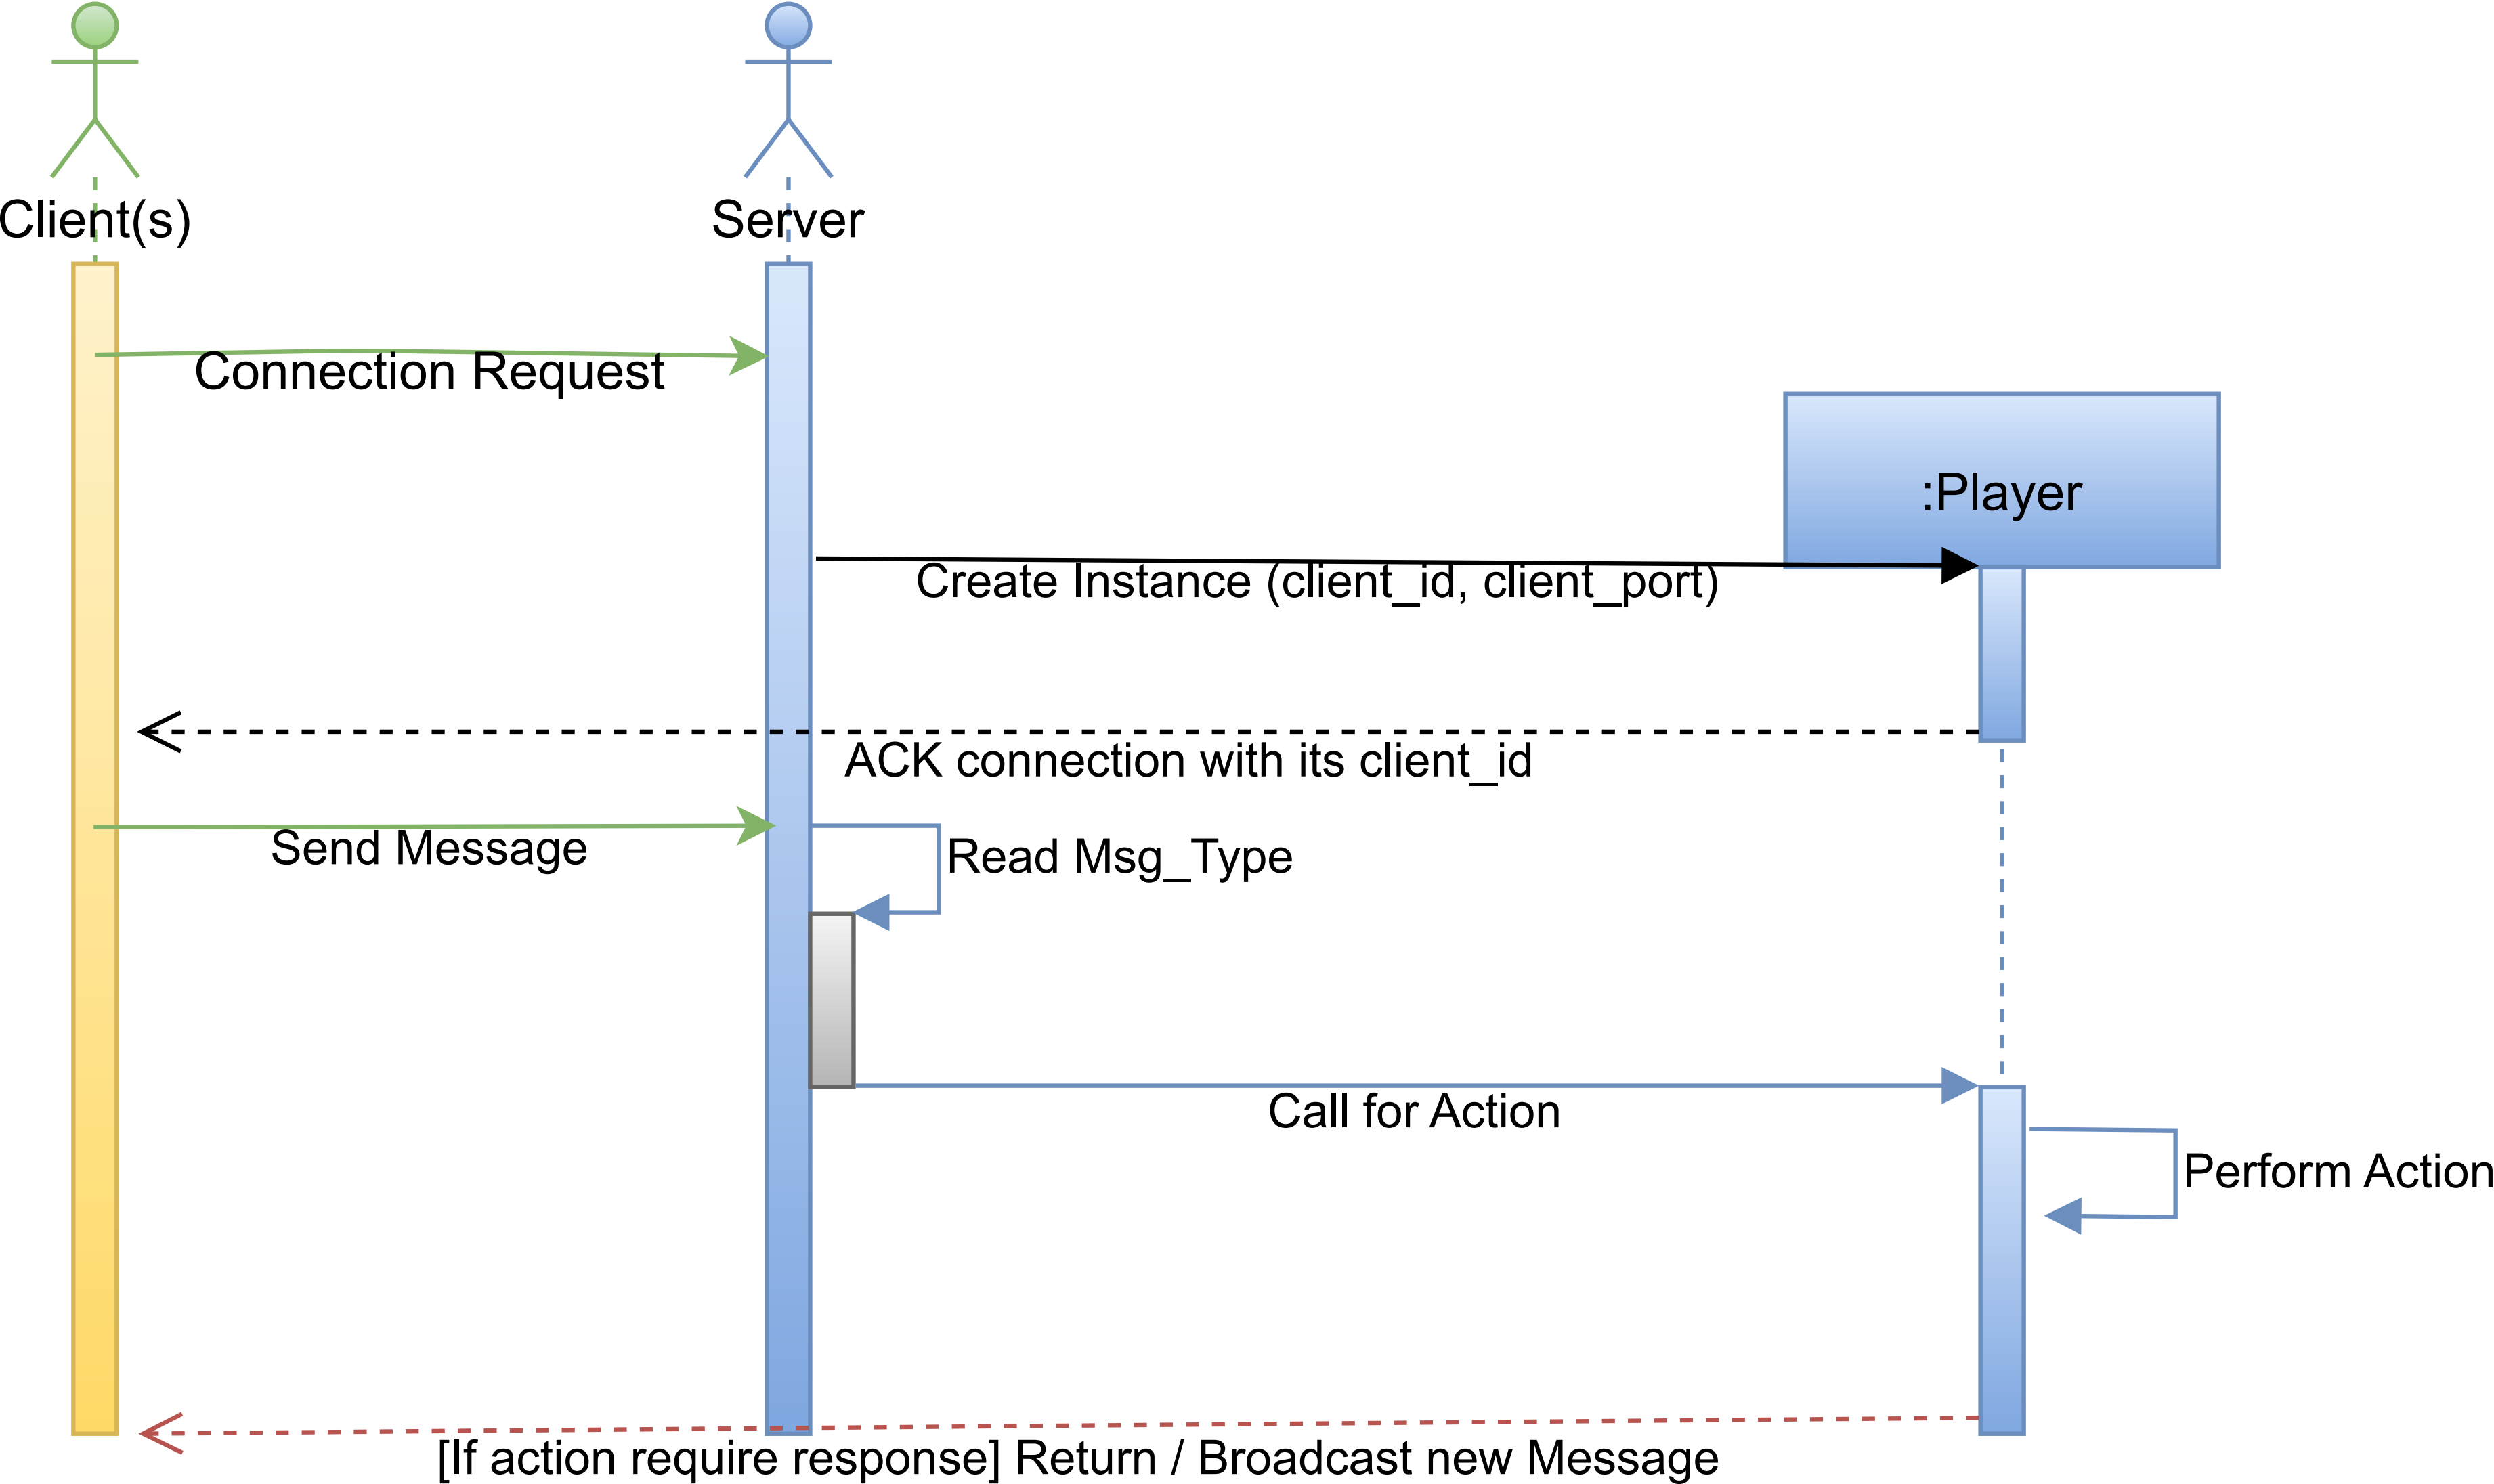 Client(s)
Server
Connection Request
:Player
Create Instance (client_id, client_port)
ACK connection with its client_id
Send Message
Read Msg_Type
Call for Action
Perform Action
[If action require response] Return / Broadcast new Message